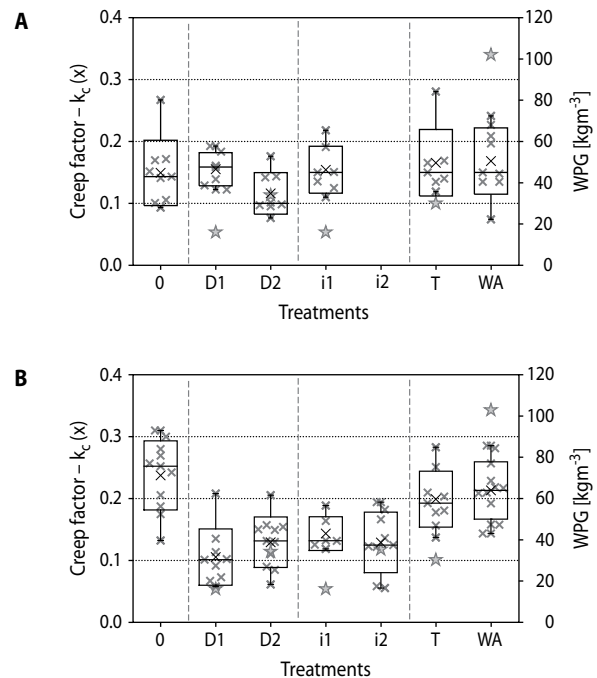 A
Creep factor – kc (x)
0.4
0.3
0.2
0.1
0.0
120
100
80
60
40
20
0
WPG [kgm-3]
0 D1 D2 i1 i2 T WA
Treatments
B
Creep factor – kc (x)
0.4
0.3
0.2
0.1
0.0
120
100
80
60
40
20
0
WPG [kgm-3]
0 D1 D2 i1 i2 T WA
Treatments